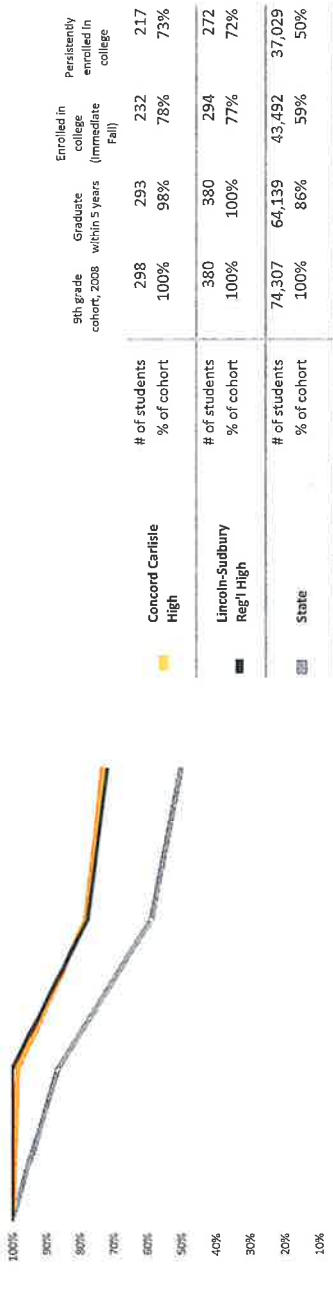 100%
90%
80%
70%
60%
50%
40%
30%
20%
10%
9th grade
cohort, 2008
Graduate
within 5 years
Enrolled in
college
(Immediate
Fall)
Persistently
enrolled in
college
Concord Carlisle
High
# of students 298 293 232 217
% of cohort 100% 98% 78% 73%
Lincoln-Sudbury
Reg'l High
# of students 380 380 294 272
% of cohort 100% 100% 77% 72%
State
# of students 74,307 64,139 43,492 37,029
% of cohort 100% 86% 59% 50%